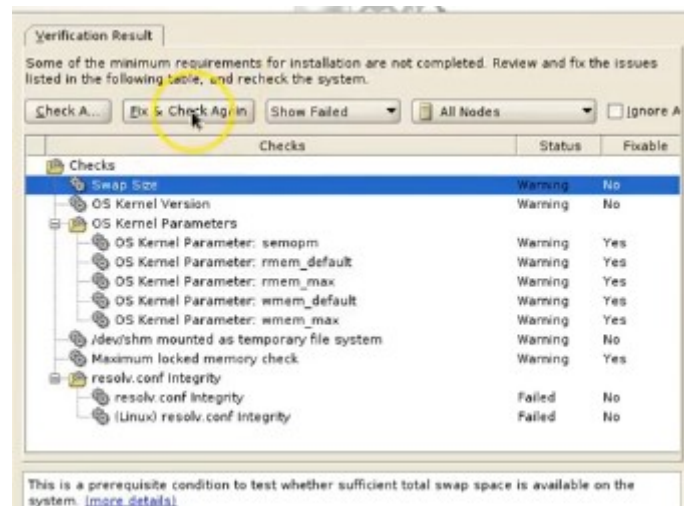 Verification Result
Some of the minimum requirements for installation are not completed. Review and fix the issues
listed in the following table, and recheck the system.
Check A... Fix & Check Again Show Failed All Nodes Ignore A
Checks Status Fixable
Checks
Swap Size Warning No
OS Kernel Version Warning No
OS Kernel Parameters
OS Kernel Parameter: semopm Warning Yes
OS Kernel Parameter: rmem_default Warning Yes
OS Kernel Parameter: rmem_max Warning Yes
OS Kernel Parameter: wmem_default Warning Yes
OS Kernel Parameter: wmem_max Warning Yes
/dev/shm mounted as temporary file system Warning No
Maximum locked memory check Warning Yes
resolv.conf Integrity
resolv.conf Integrity Failed No
(Linux) resolv.conf Integrity Failed No
This is a prerequisite condition to test whether sufficient total swap space is available on the
system. (more details)